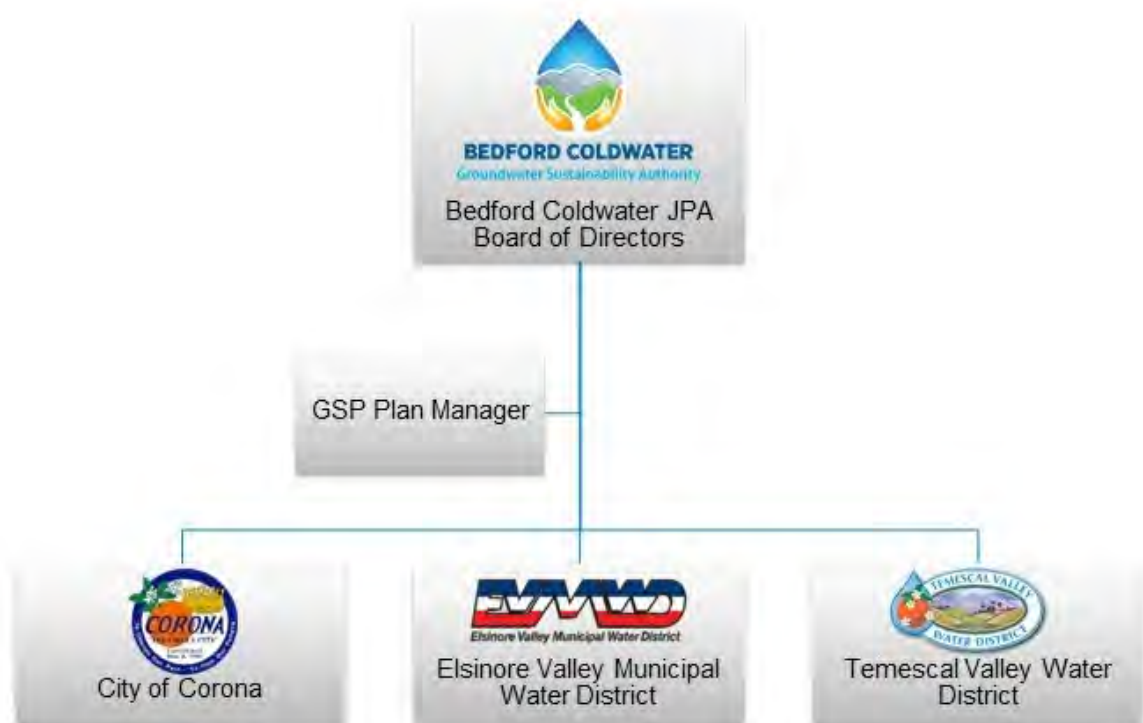 BEDFORD COLDWATER
Groundwater Sustainability Authority
Bedford Coldwater JPA
Board of Directors
GSP Plan Manager
CORONA
City of Corona
EVMWD
Elsinore Valley Municipal Water District
Elsinore Valley Municipal
Water District
TEMESCAL VALLEY
WATER DISTRICT
Temescal Valley Water
District